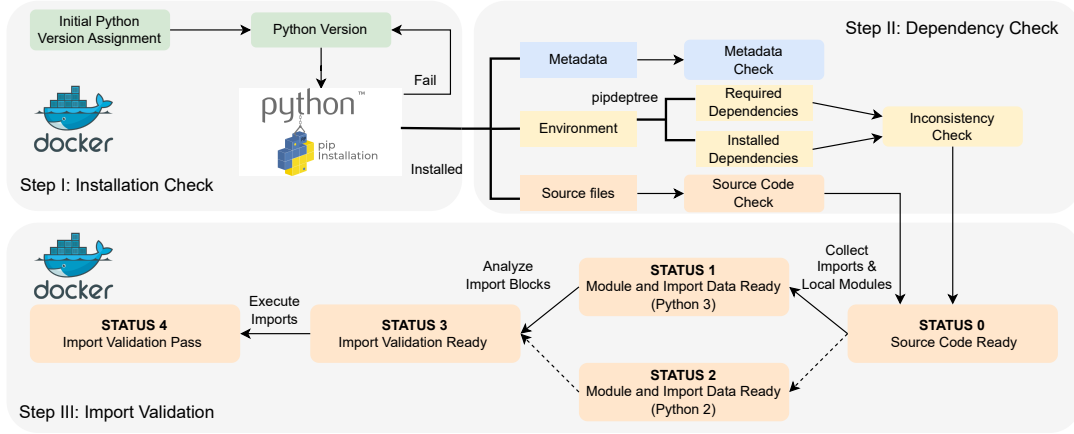 Initial Python
Version Assignment
Python Version
Fail
python™
pip
Installation
docker
Installed
Step I: Installation Check
Step II: Dependency Check
Metadata
Metadata
Check
pipdeptree
Environment
Required
Dependencies
Installed
Dependencies
Inconsistency
Check
Source files
Source Code
Check
docker
Analyze
Import Blocks
Collect
Imports &
Local Modules
Execute
Imports
STATUS 1
Module and Import Data Ready
(Python 3)
STATUS 4
Import Validation Pass
STATUS 3
Import Validation Ready
STATUS 0
Source Code Ready
STATUS 2
Module and Import Data Ready
(Python 2)
Step III: Import Validation